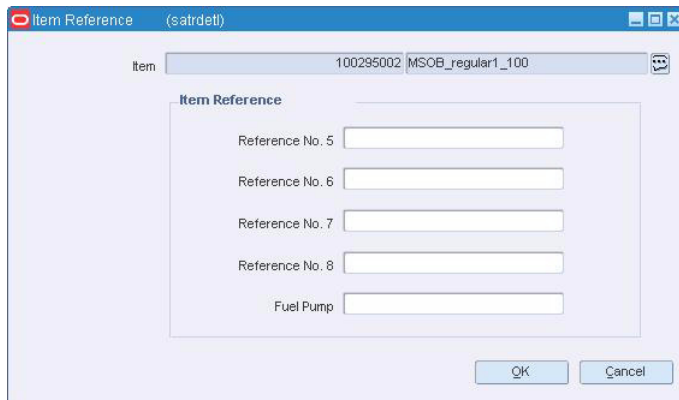 Item Reference (satrdetl)
Item 100295002 MSOB_regular1_100
Item Reference
Reference No. 5
Reference No. 6
Reference No. 7
Reference No. 8
Fuel Pump
OK Cancel